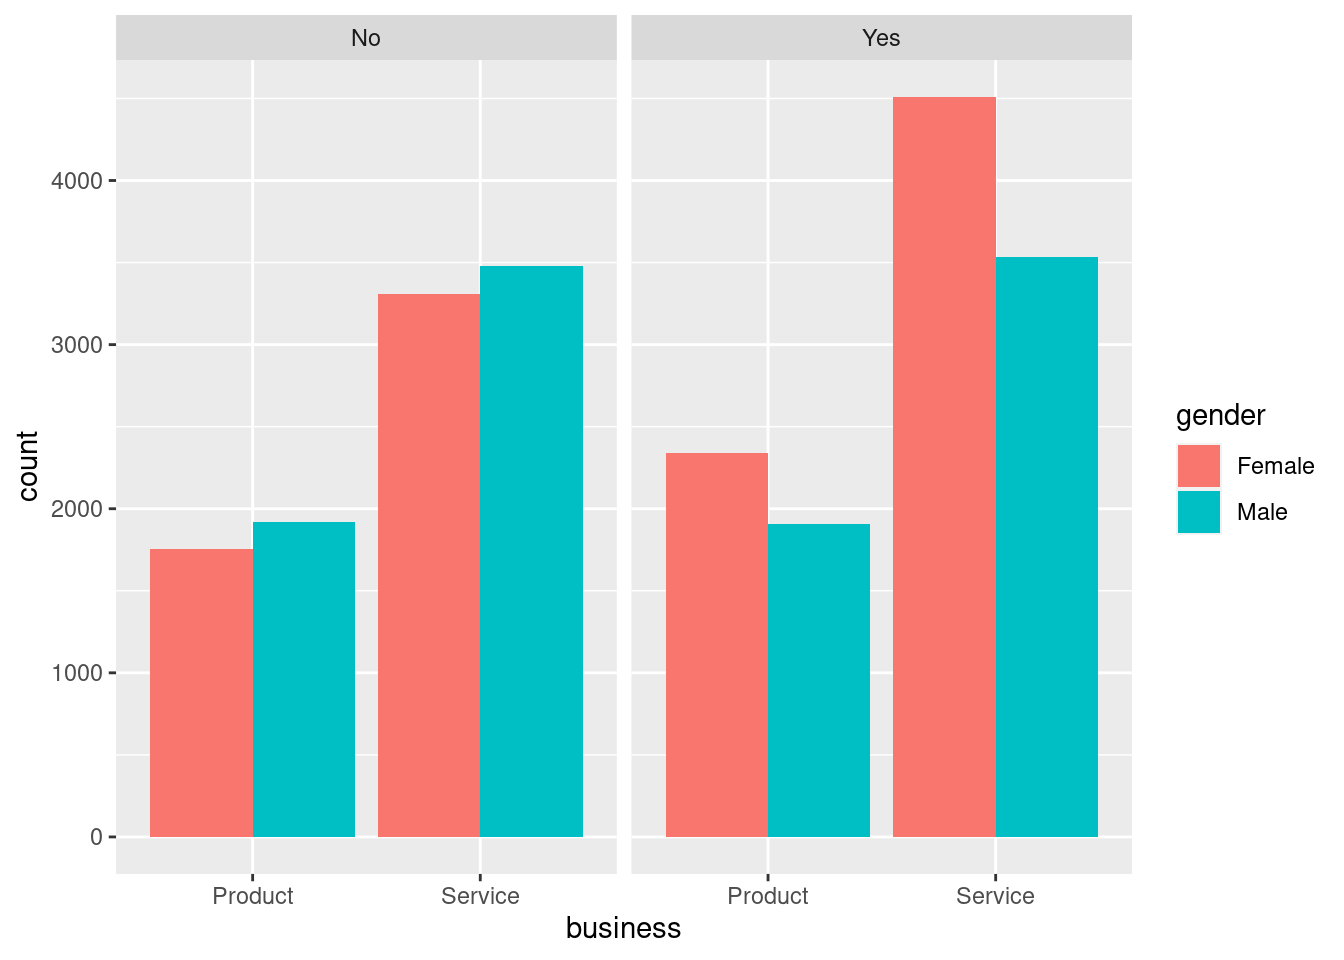 No
Yes
count
4000
3000
2000
1000
0
Product
Service
Product
Service
business
gender
Female
Male